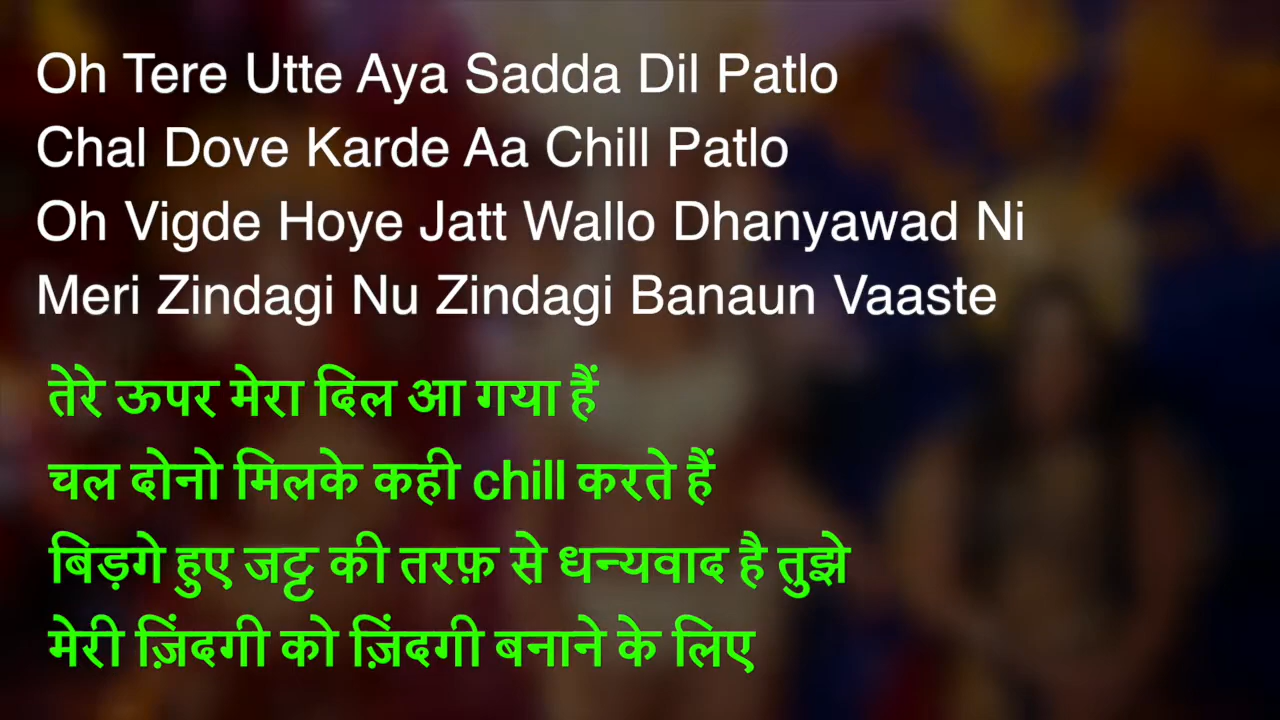 Oh Tere Utte Aya Sadda Dil Patlo
Chal Dove Karde Aa Chill Patlo
Oh Vigde Hoye Jatt Wallo Dhanyawad Ni
Meri Zindagi Nu Zindagi Banaun Vaaste
तेरे ऊपर मेरा दिल आ गया हैं
चल दोनो मिलके कही chill करते हैं
बिड़गे हुए जट्ट की तरफ़ से धन्यवाद है तुझे
मेरी ज़िंदगी को ज़िंदगी बनाने के लिए